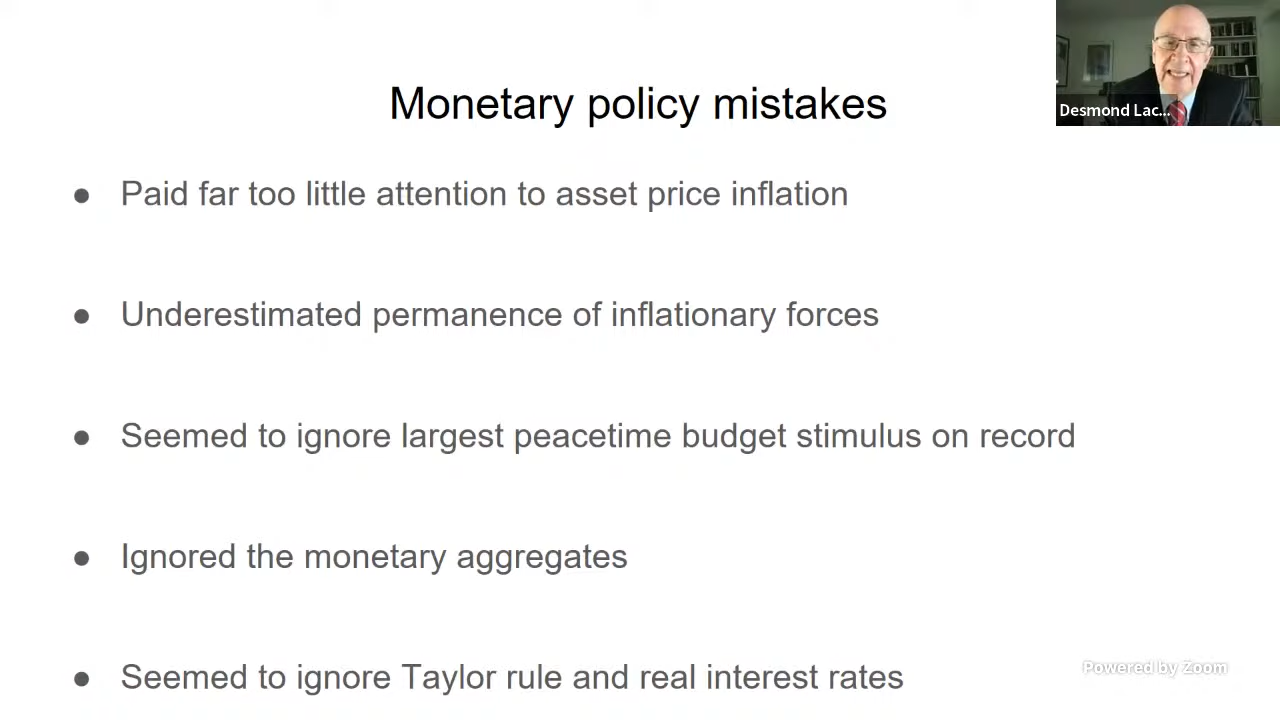 Monetary policy mistakes
Desmond Lac...
● Paid far too little attention to asset price inflation
● Underestimated permanence of inflationary forces
● Seemed to ignore largest peacetime budget stimulus on record
● Ignored the monetary aggregates
● Seemed to ignore Taylor rule and real interest rates
Powered by Zoom